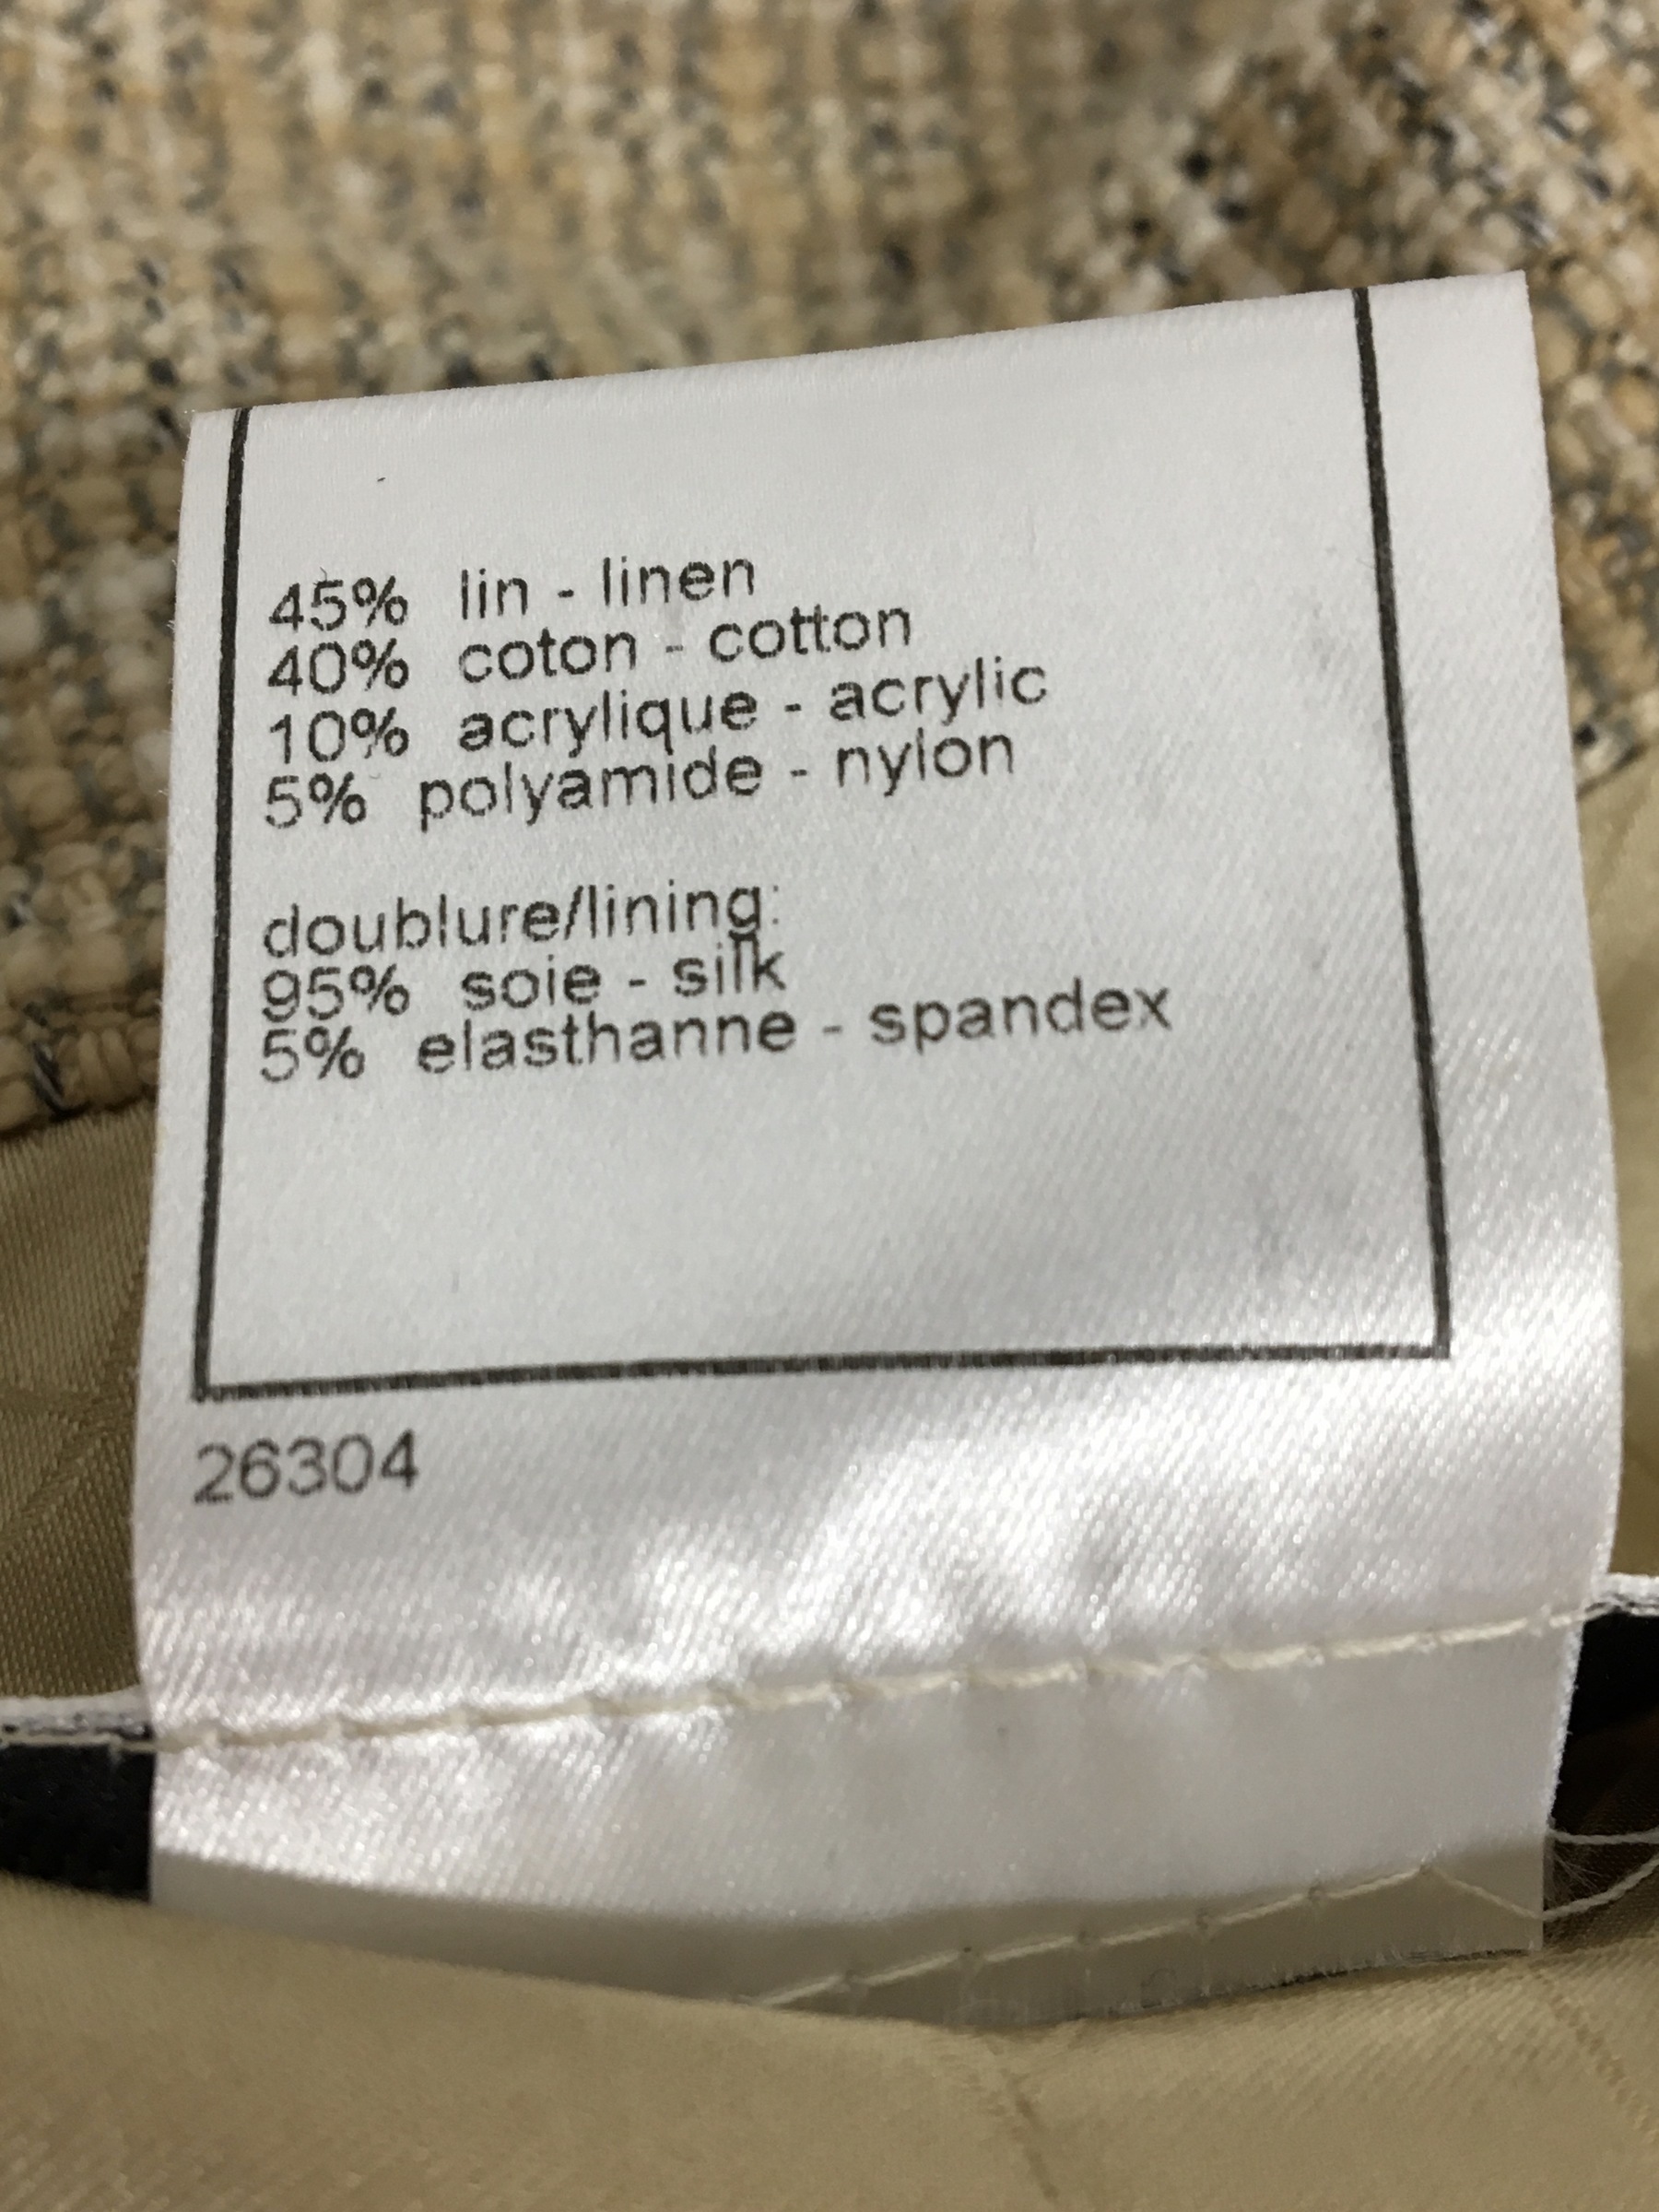 45% lin - linen
40% coton - cotton
10% acrylique - acrylic
5% polyamide - nylon
doublure/lining:
95% soie - silk
5% elasthanne - spandex
26304